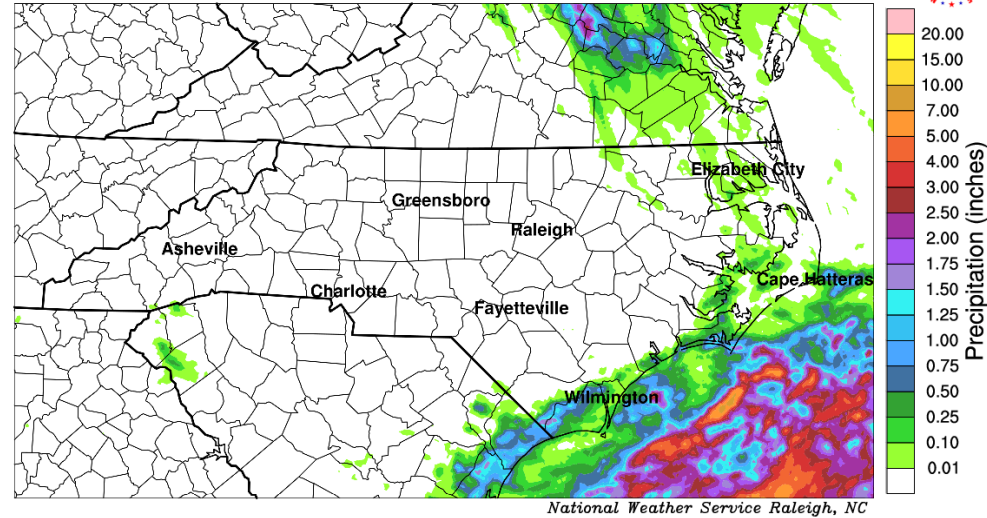 Elizabeth City
Greensboro
Raleigh
Asheville
Cape Hatteras
Charlotte
Fayetteville
Wilmington
20.00
15.00
10.00
7.00
5.00
4.00
3.00
2.50
2.00
1.75
1.50
1.25
1.00
0.75
0.50
0.25
0.10
0.01
Precipitation (inches)
National Weather Service Raleigh, NC